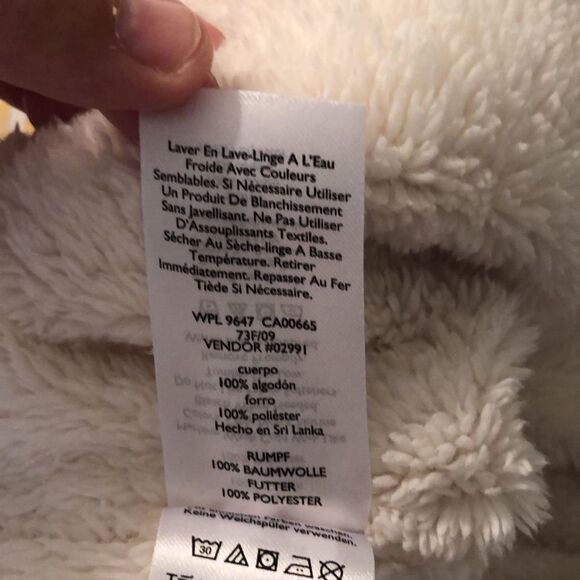 Laver En Lave-Linge A L'Eau
Froide Avec Couleurs
Semblables. Si Nécessaire Utiliser
Un Produit De Blanchissement
Sans Javellisant. Ne Pas Utiliser
D'Assouplissants Textiles.
Sécher Au Sèche-linge A Basse
Température. Retirer
Immédiatement. Repasser Au Fer
Tiède Si Nécessaire.
WPL 9647 CA00665
73F/09
VENDOR #02991
cuerpo
100% algodón
forro
100% poliéster
Hecho en Sri Lanka
RUMPF
100% BAUMWOLLE
FUTTER
100% POLYESTER
Farben waschen.
Keine Weichspüler verwenden.
30